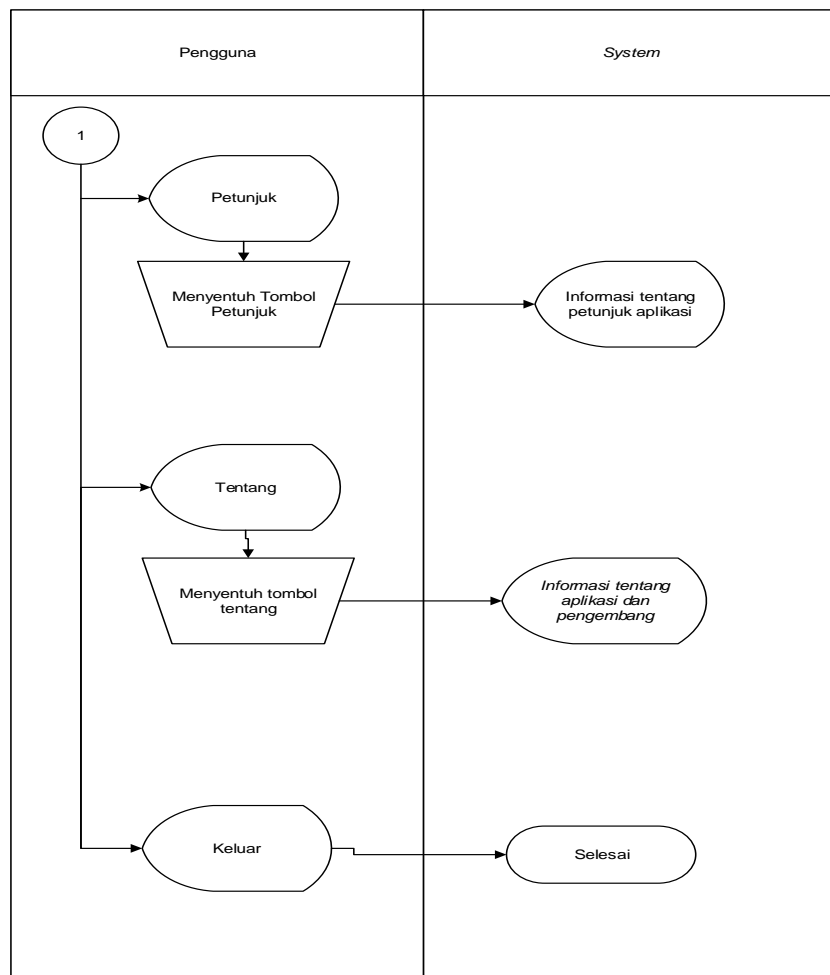 Pengguna
System
1
Petunjuk
Menyentuh Tombol
Petunjuk
Informasi tentang
petunjuk aplikasi
Tentang
Menyentuh tombol
tentang
Informasi tentang
aplikasi dan
pengembang
Keluar
Selesai